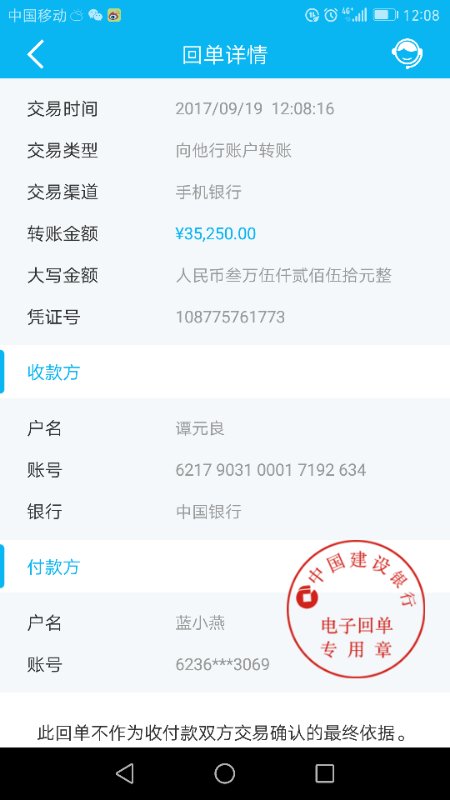 中国移动 4G+ 12:08
回单详情
交易时间 2017/09/19 12:08:16
交易类型 向他行账户转账
交易渠道 手机银行
转账金额 ¥35,250.00
大写金额 人民币叁万伍仟贰佰伍拾元整
凭证号 108775761773
收款方
户名 谭元良
账号 6217 9031 0001 7192 634
银行 中国银行
付款方
户名 蓝小燕
账号 6236***3069
中国建设银行
电子回单
专用章
此回单不作为收付款双方交易确认的最终依据。